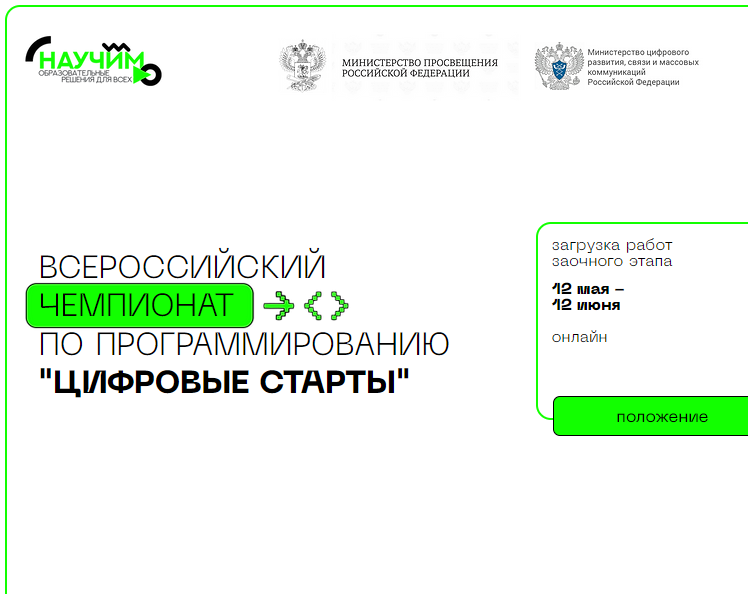 НАУЧИМ
ОБРАЗОВАТЕЛЬНЫЕ
РЕШЕНИЯ ДЛЯ ВСЕХ
МИНИСТЕРСТВО ПРОСВЕЩЕНИЯ
РОССИЙСКОЙ ФЕДЕРАЦИИ
Министерство цифрового
развития, связи и массовых
коммуникаций
Российской Федерации
ВСЕРОССИЙСКИЙ
ЧЕМПИОНАТ
ПО ПРОГРАММИРОВАНИЮ
"ЦИФРОВЫЕ СТАРТЫ"
загрузка работ
заочного этапа
12 мая –
12 июня
онлайн
положение